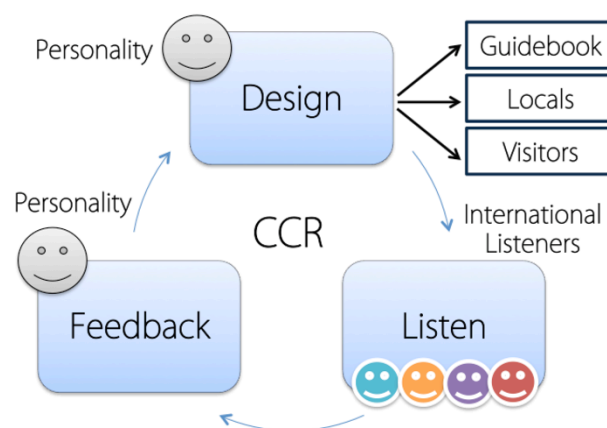 Personality
Design
Guidebook
Locals
Visitors
Personality
CCR
International
Listeners
Feedback
Listen